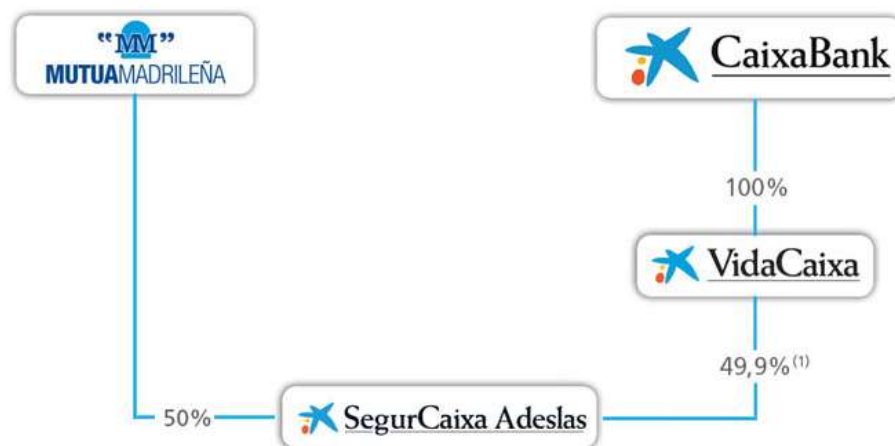 “MM”
MUTUAMADRILEÑA
CaixaBank
100%
VidaCaixa
49,9% (1)
50%
SegurCaixa Adeslas